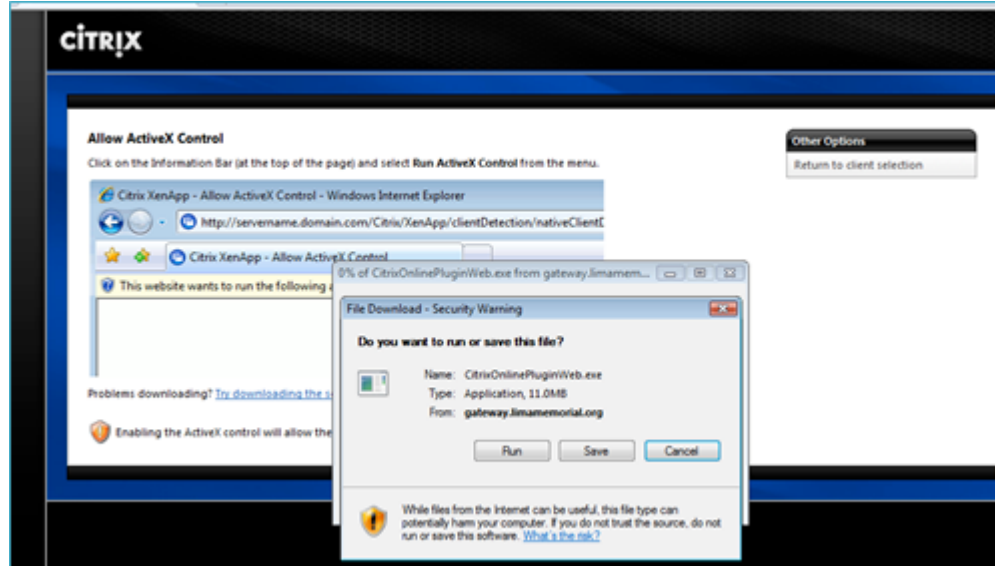 CİTRIX
Allow ActiveX Control
Click on the Information Bar (at the top of the page) and select Run ActiveX Control from the menu.
Other Options
Return to client selection
Citrix XenApp - Allow ActiveX Control - Windows Internet Explorer
http://servername.domain.com/Citrix/XenApp/clientDetection/nativeClientD
Citrix XenApp - Allow ActiveX Control
This website wants to run the following a
0% of CitrixOnlinePluginWeb.exe from gateway.limamem...
File Download - Security Warning
Do you want to run or save this file?
Name: CitrixOnlinePluginWeb.exe
Type: Application, 11.0MB
From: gateway.limamemorial.org
Run Save Cancel
Problems downloading? Try downloading the s
Enabling the ActiveX control will allow the
While files from the Internet can be useful, this file type can
potentially harm your computer. If you do not trust the source, do not
run or save this software. What's the risk?